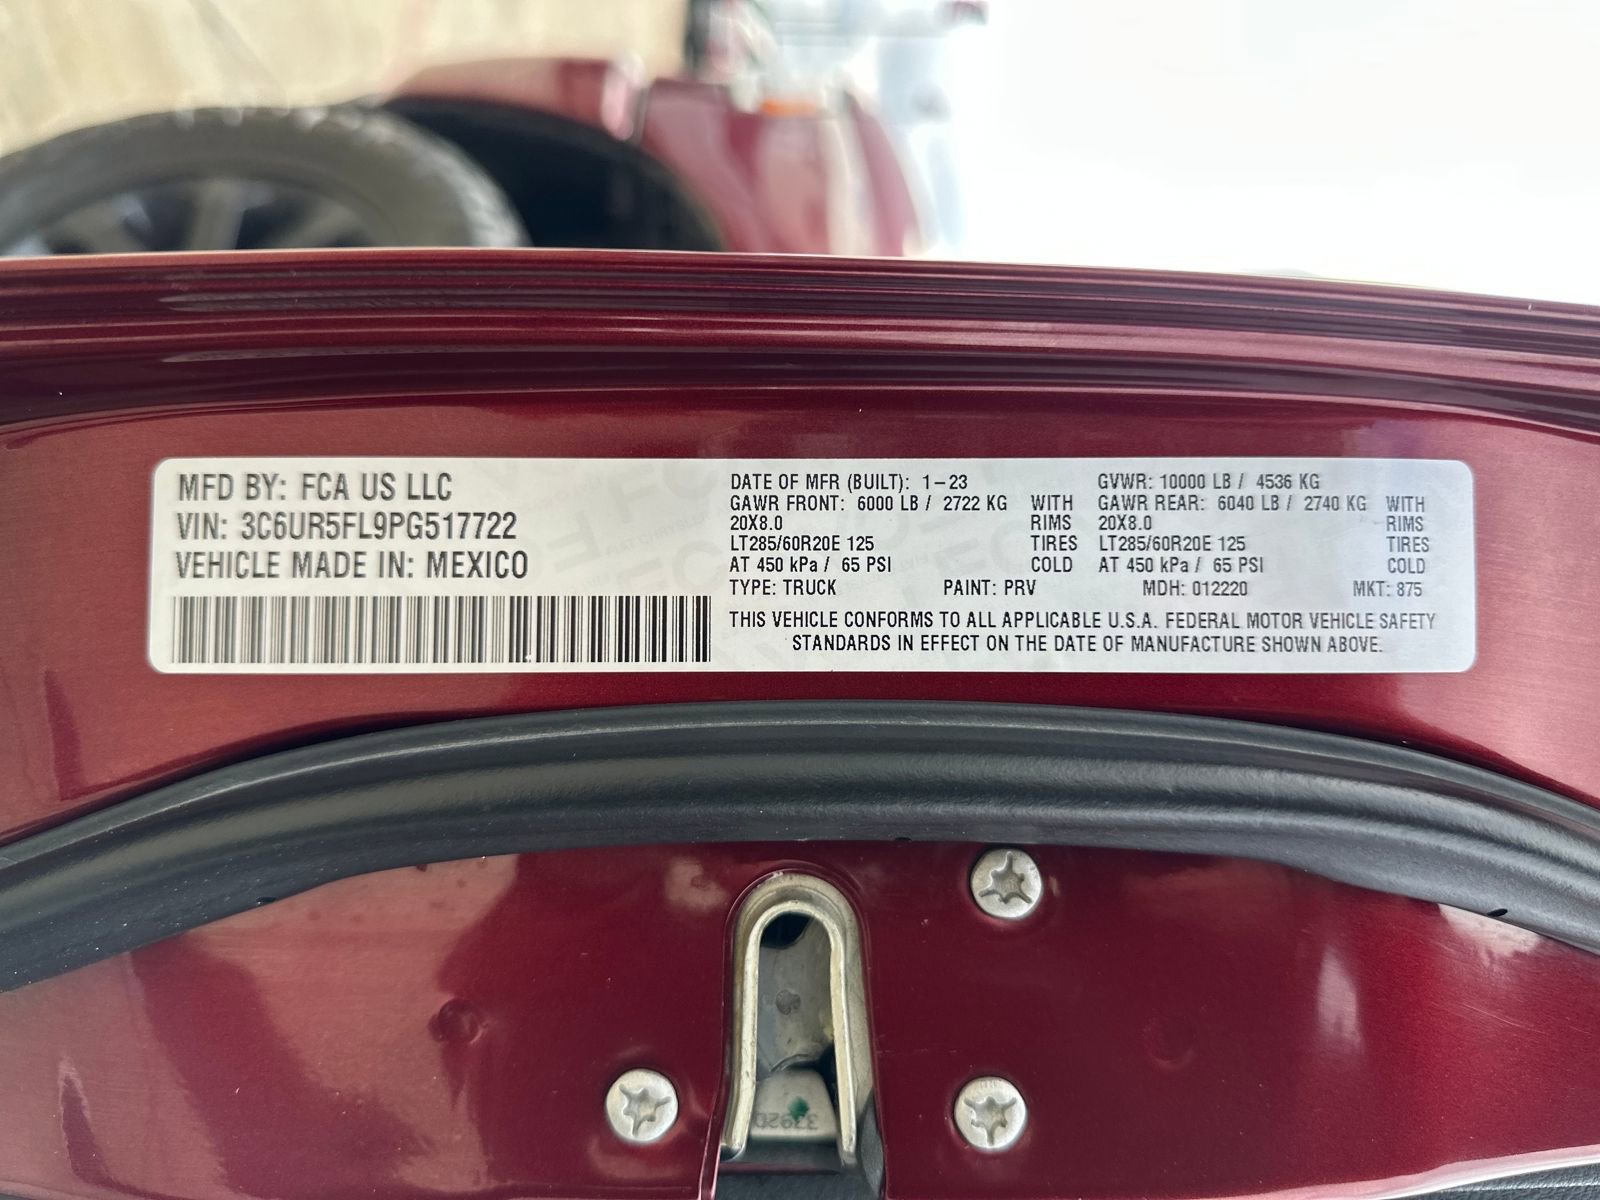 MFD BY: FCA US LLC
VIN: 3C6UR5FL9PG517722
VEHICLE MADE IN: MEXICO
DATE OF MFR (BUILT): 1-23
GAWR FRONT: 6000 LB / 2722 KG WITH
20X8.0 RIMS
LT285/60R20E 125 TIRES
AT 450 kPa / 65 PSI COLD
GVWR: 10000 LB / 4536 KG
GAWR REAR: 6040 LB / 2740 KG WITH
20X8.0 RIMS
LT285/60R20E 125 TIRES
AT 450 kPa / 65 PSI COLD
TYPE: TRUCK PAINT: PRV MDH: 012220 MKT: 875
THIS VEHICLE CONFORMS TO ALL APPLICABLE U.S.A. FEDERAL MOTOR VEHICLE SAFETY
STANDARDS IN EFFECT ON THE DATE OF MANUFACTURE SHOWN ABOVE.